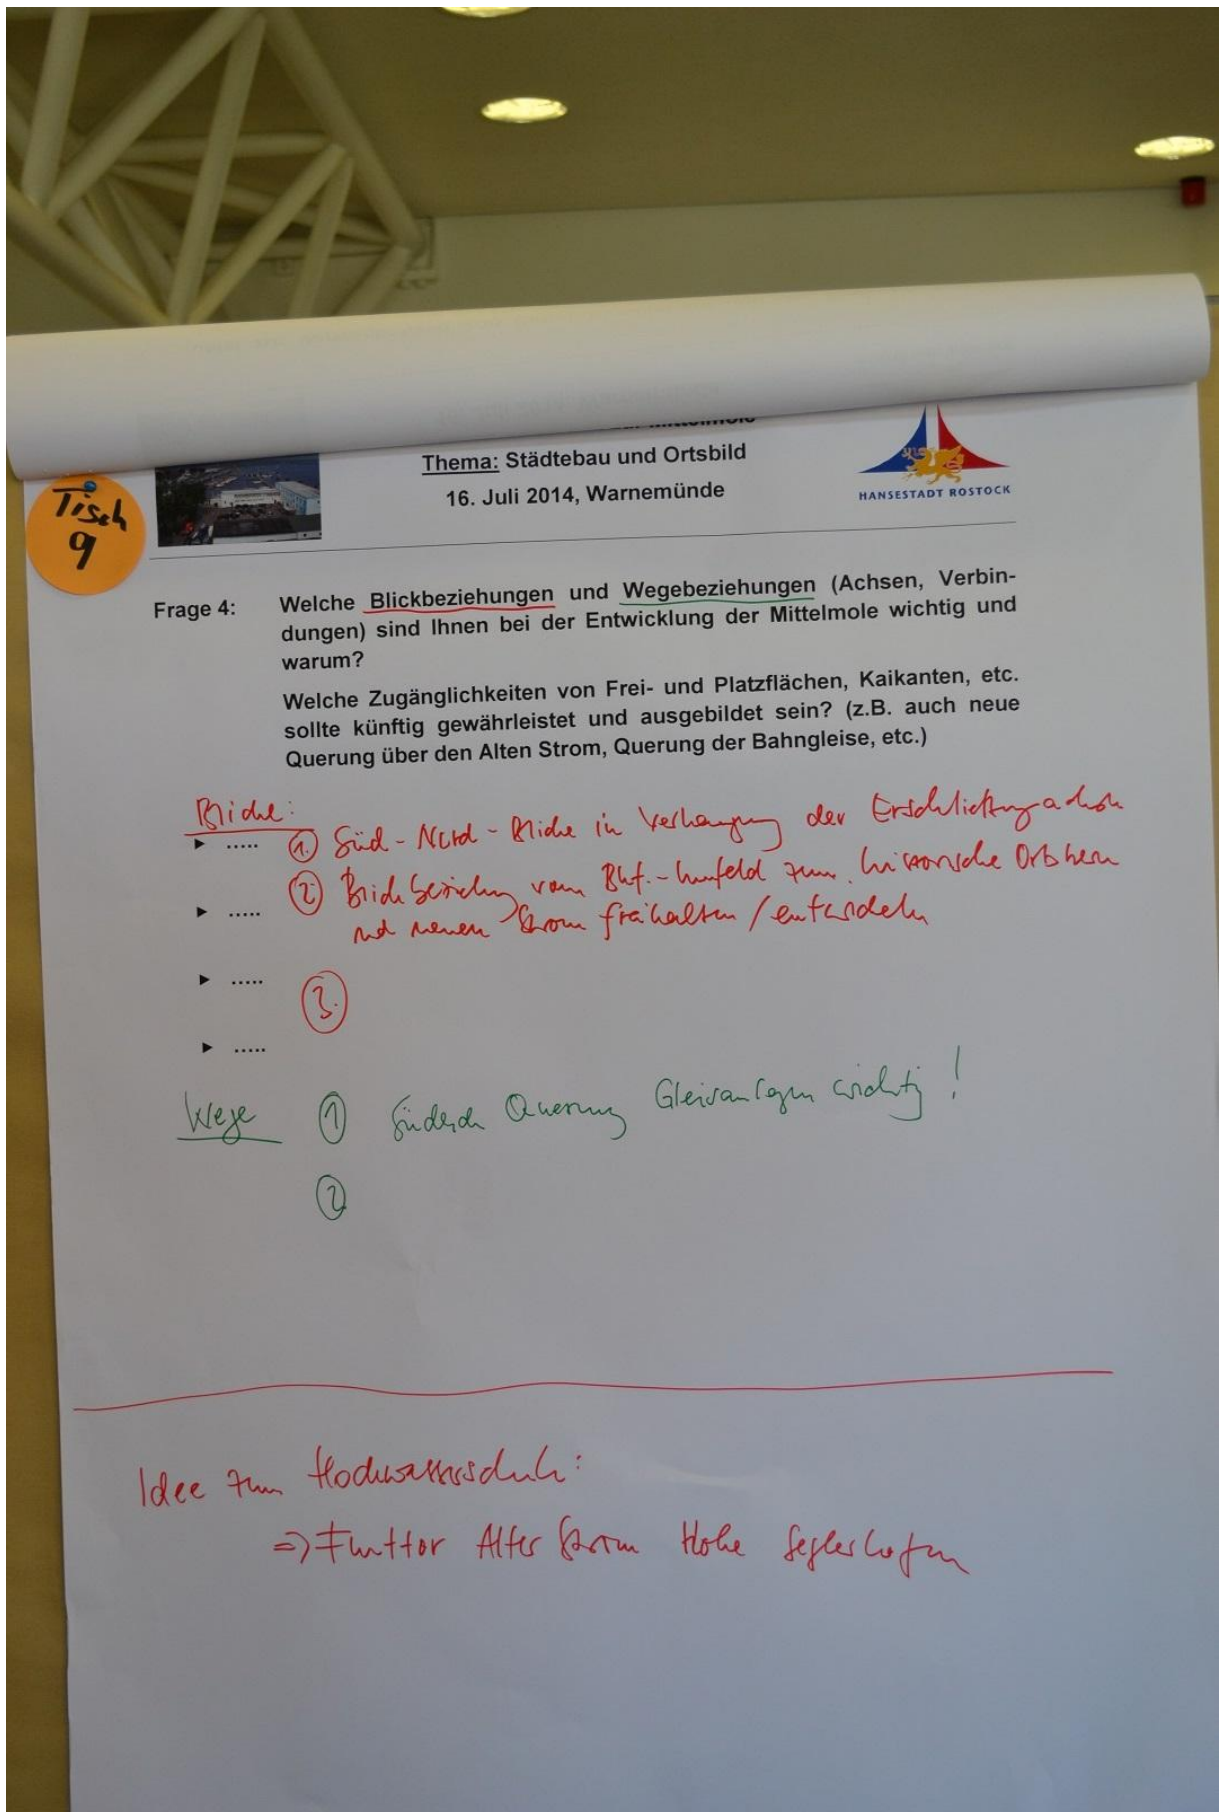 Tisch
9
Thema: Städtebau und Ortsbild
16. Juli 2014, Warnemünde
HANSESTADT ROSTOCK
Frage 4: Welche Blickbeziehungen und Wegebeziehungen (Achsen, Verbin-
dungen) sind Ihnen bei der Entwicklung der Mittelmole wichtig und
warum?
Welche Zugänglichkeiten von Frei- und Platzflächen, Kaikanten, etc.
sollte künftig gewährleistet und ausgebildet sein? (z.B. auch neue
Querung über den Alten Strom, Querung der Bahngleise, etc.)
Blicke:
► ..... 1. Süd-Nord-Blicke in Verlängerung der Erschließungsachsen
► ..... 2. Blickbeziehung vom Bhf.-Umfeld zum historische Ortskern
und neuen Strom freihalten / entwickeln
► ..... 3.
► .....
Wege 1 Südliche Querung Gleisanlagen wichtig!
2
Idee zum Hochwasserschutz:
⇒ Fluttor Alter Strom Höhe Seglerhafen